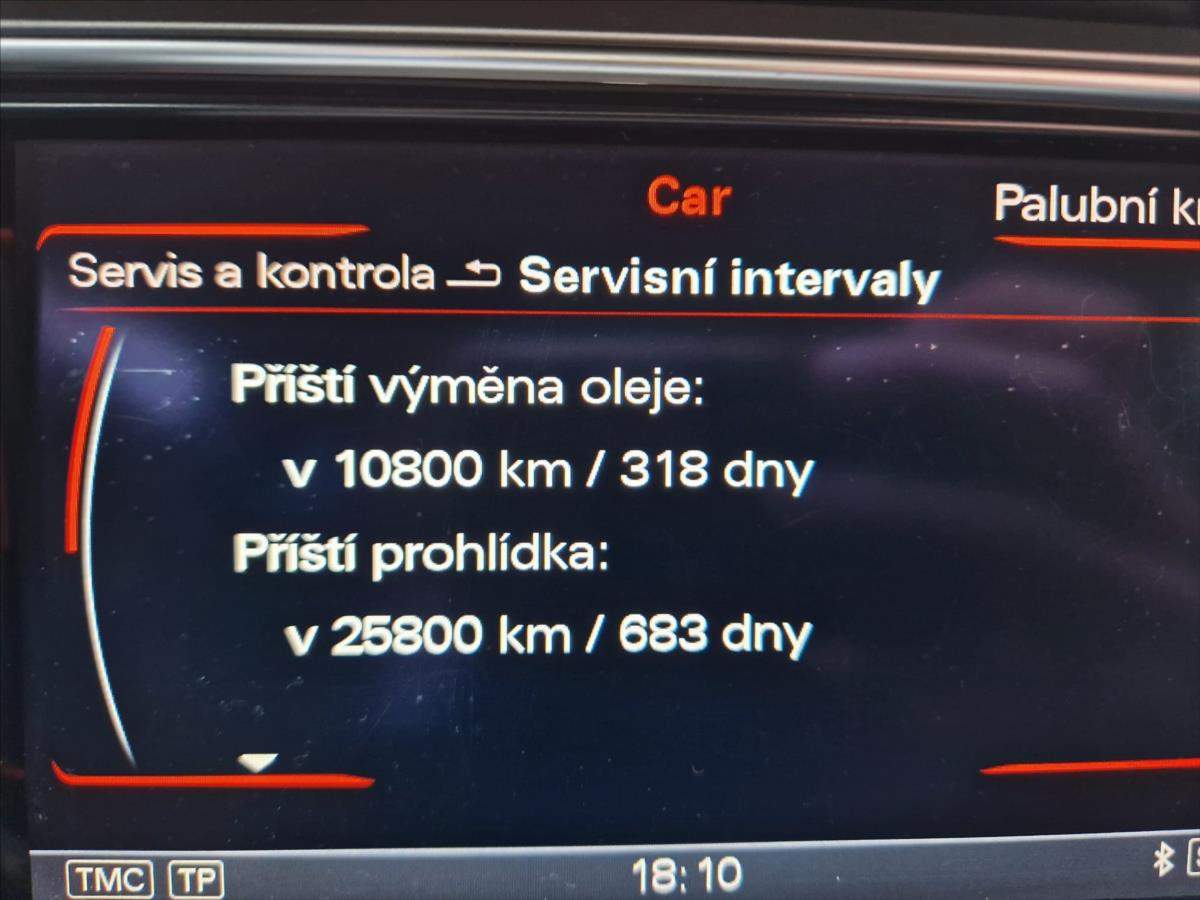 Car
Palubní
Servis a kontrola Servisní intervaly
Příští výměna oleje:
v 10800 km / 318 dny
Příští prohlídka:
v 25800 km / 683 dny
TMC TP 18:10